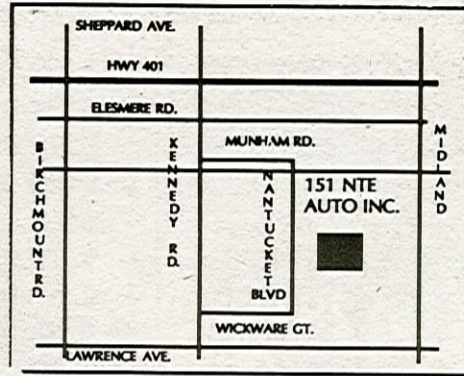 SHEPPARD AVE.
HWY 401
ELESMERE RD.
MUNHAM RD.
BIRCHMOUNT RD.
KENNEDY RD.
NANTUCKET BLVD
MIDLAND
151 NTE
AUTO INC.
WICKWARE GT.
LAWRENCE AVE.